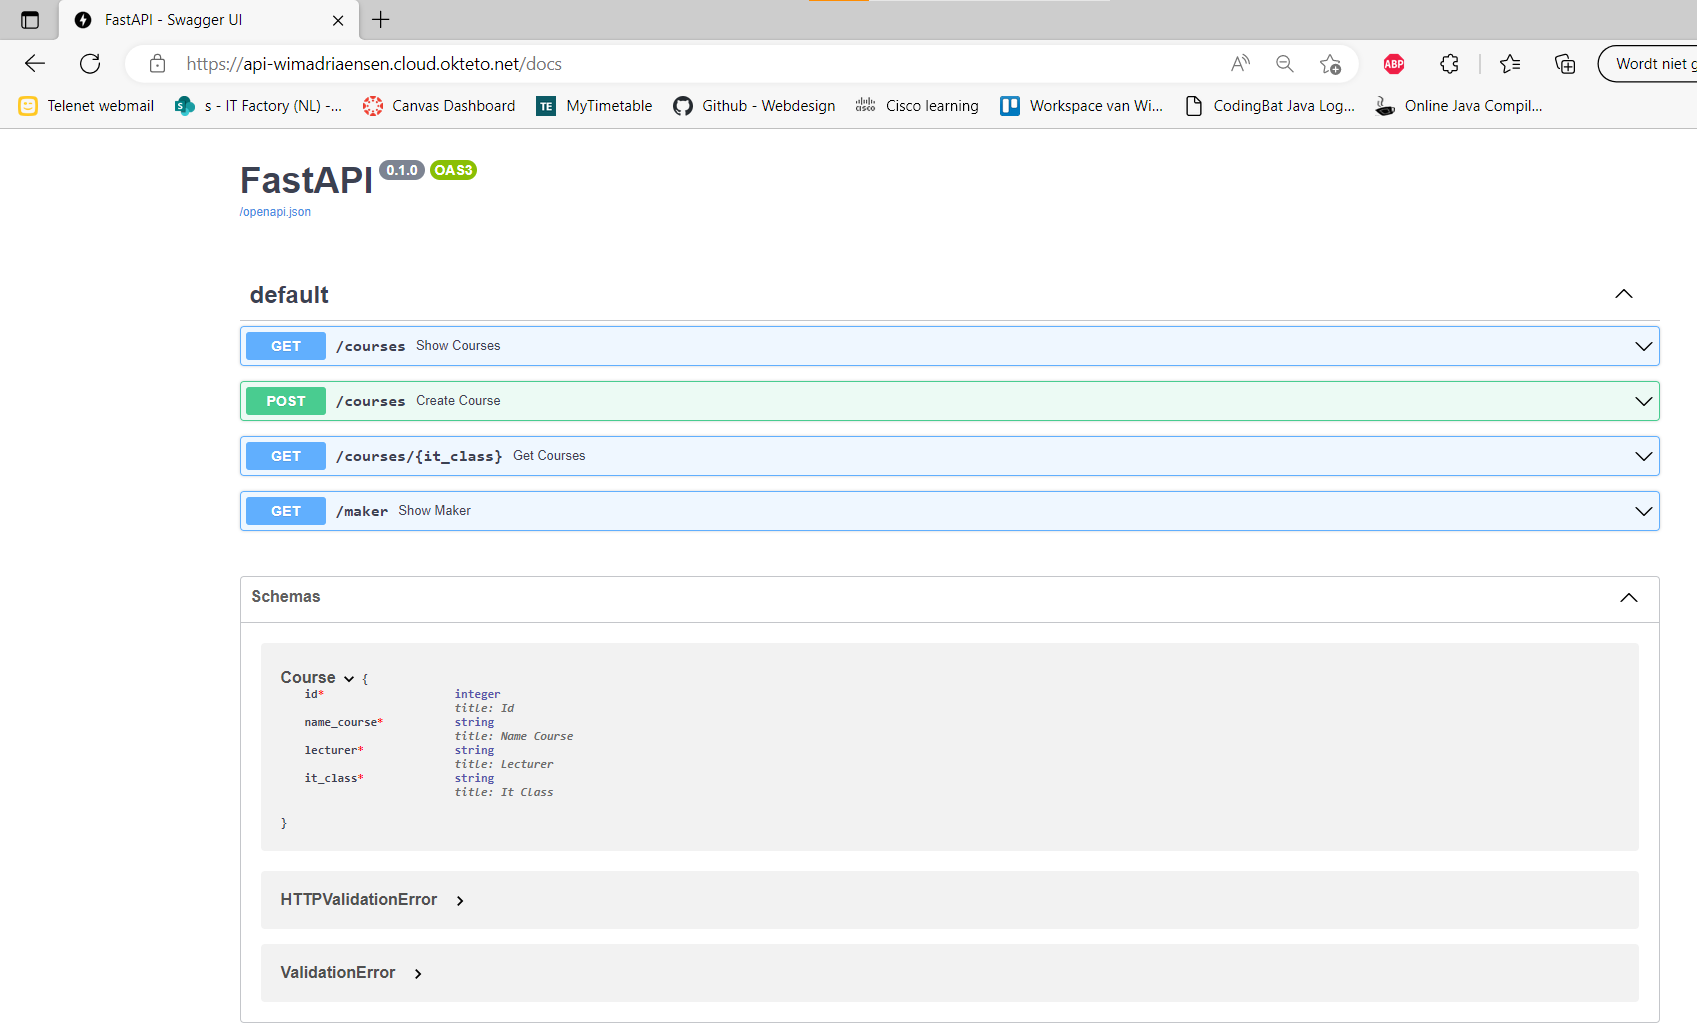 FastAPI - Swagger UI
https://api-wimadriaensen.cloud.okteto.net/docs
ABP
Wordt niet g
Telenet webmail
s - IT Factory (NL) -...
Canvas Dashboard
TE
MyTimetable
Github - Webdesign
cisco
Cisco learning
Workspace van Wi...
CodingBat Java Log...
Online Java Compil...
FastAPI 0.1.0 OAS3
/openapi.json
default
GET /courses Show Courses
POST /courses Create Course
GET /courses/{it_class} Get Courses
GET /maker Show Maker
Schemas
Course {
id* integer
title: Id
name_course* string
title: Name Course
lecturer* string
title: Lecturer
it_class* string
title: It Class
}
HTTPValidationError
ValidationError